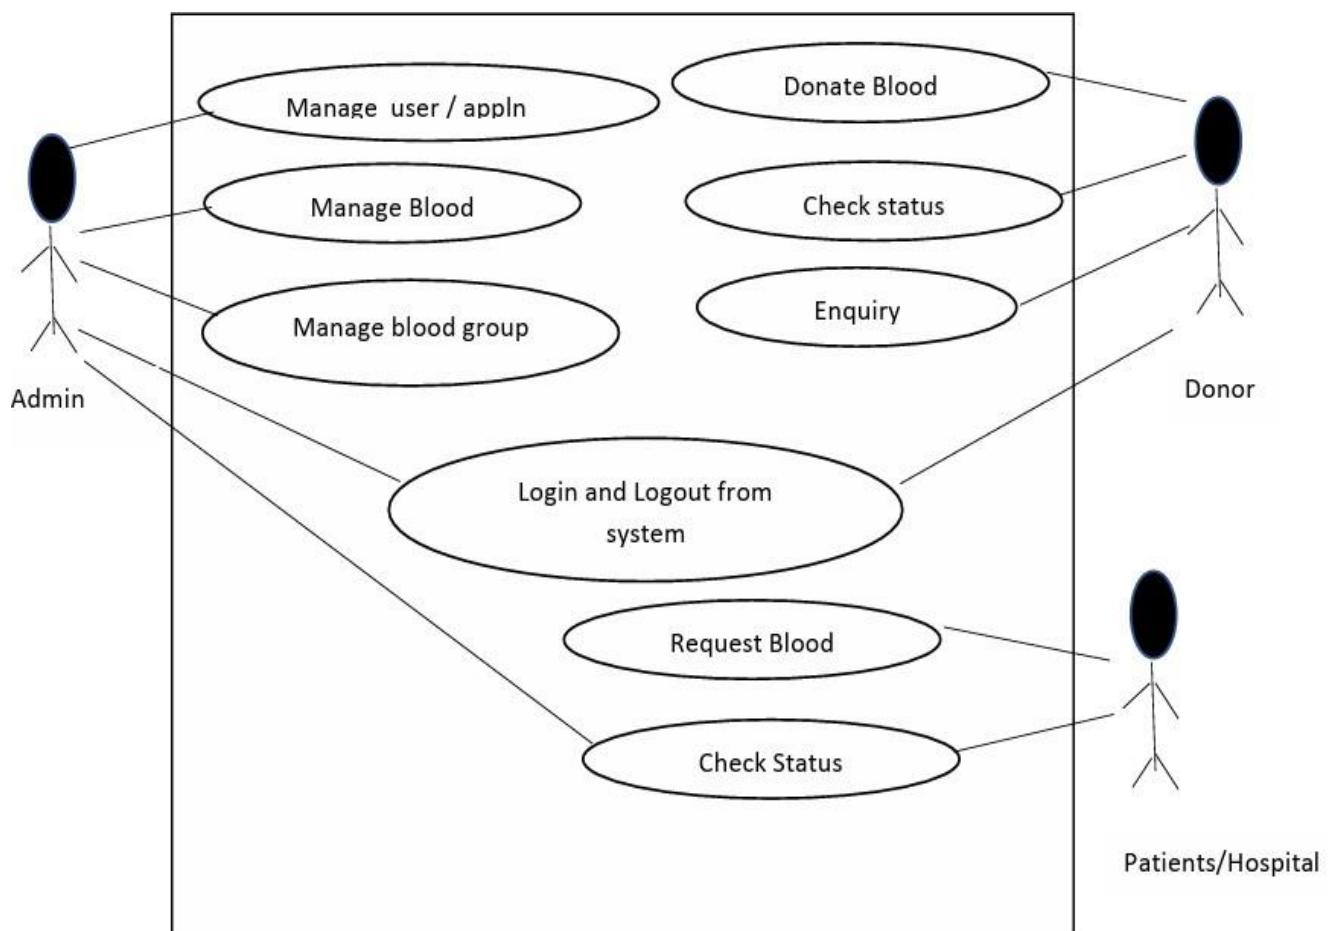 Donate Blood
Manage user / appln
Manage Blood
Check status
Enquiry
Manage blood group
Admin
Donor
Login and Logout from
system
Request Blood
Check Status
Patients/Hospital